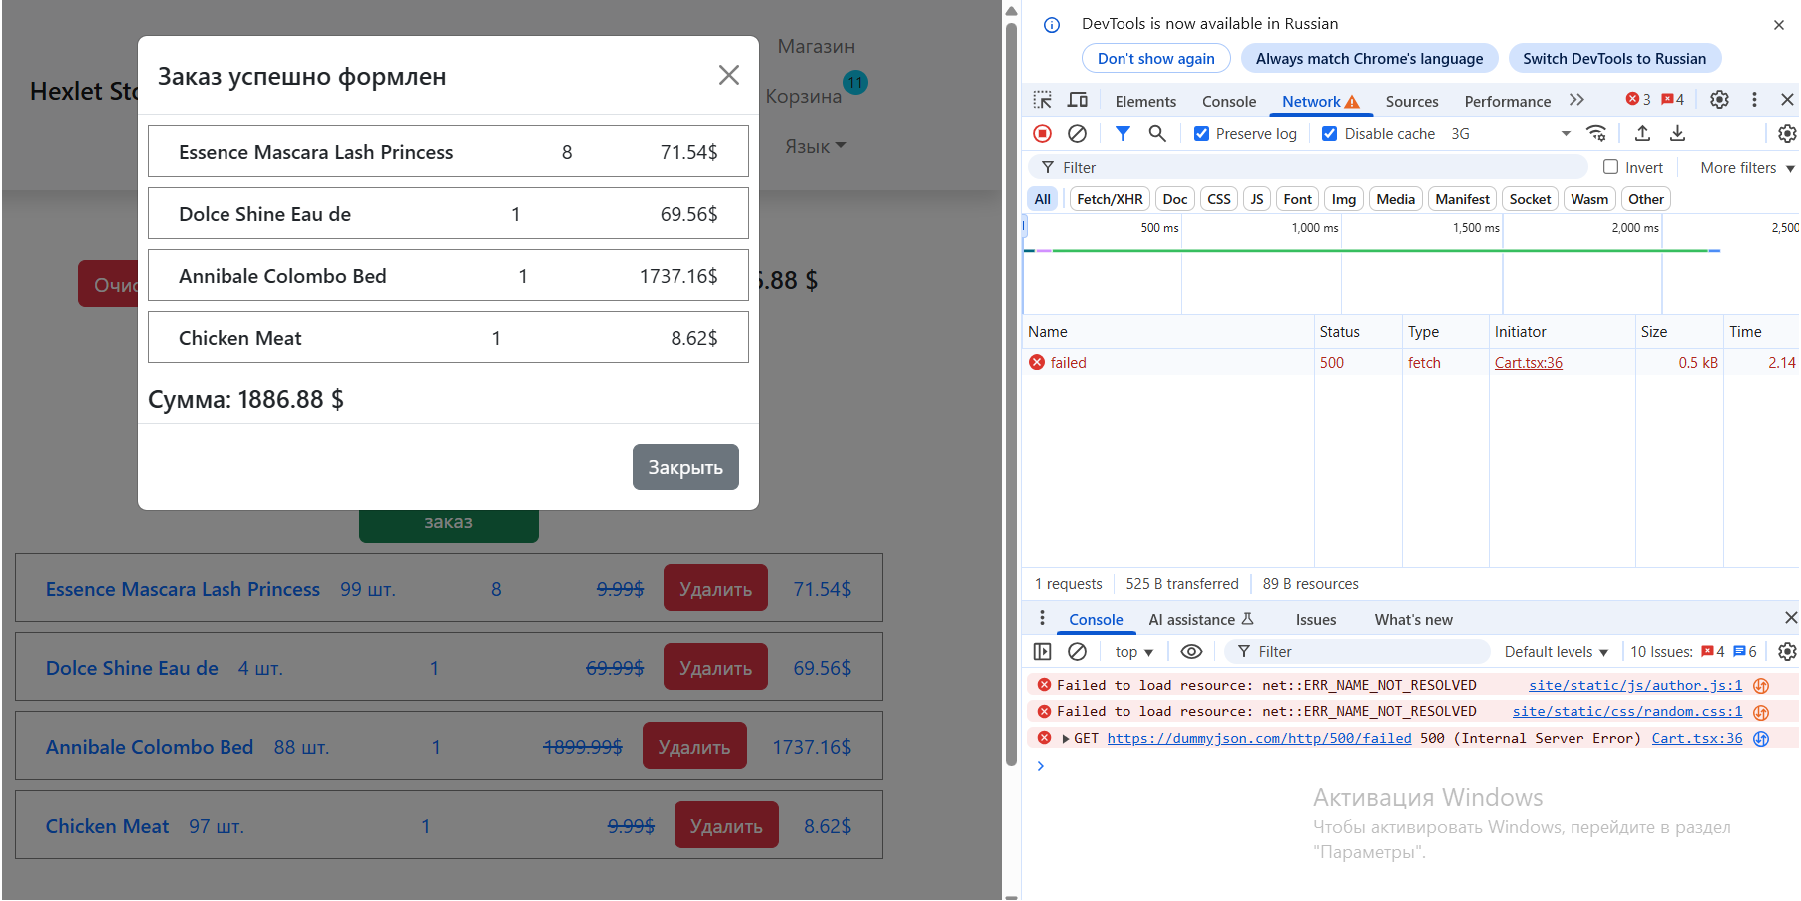 Hexlet Sto
Магазин
Корзина 11
Язык
Заказ успешно формлен
Essence Mascara Lash Princess 8 71.54$
Dolce Shine Eau de 1 69.56$
Annibale Colombo Bed 1 1737.16$
Chicken Meat 1 8.62$
Сумма: 1886.88 $
Закрыть
Очис
6.88 $
заказ
Essence Mascara Lash Princess 99 шт. 8 9.99$ Удалить 71.54$
Dolce Shine Eau de 4 шт. 1 69.99$ Удалить 69.56$
Annibale Colombo Bed 88 шт. 1 1899.99$ Удалить 1737.16$
Chicken Meat 97 шт. 1 9.99$ Удалить 8.62$
DevTools is now available in Russian
Don't show again Always match Chrome's language Switch DevTools to Russian
Elements Console Network Sources Performance 3 4
Preserve log Disable cache 3G
Filter Invert More filters
All Fetch/XHR Doc CSS JS Font Img Media Manifest Socket Wasm Other
500 ms 1,000 ms 1,500 ms 2,000 ms 2,500
Name Status Type Initiator Size Time
failed 500 fetch Cart.tsx:36 0.5 kB 2.14
1 requests 525 B transferred 89 B resources
Console AI assistance Issues What's new
top Filter Default levels 10 Issues: 4 6
Failed to load resource: net::ERR_NAME_NOT_RESOLVED site/static/js/author.js:1
Failed to load resource: net::ERR_NAME_NOT_RESOLVED site/static/css/random.css:1
GET https://dummyjson.com/http/500/failed 500 (Internal Server Error) Cart.tsx:36
Активация Windows
Чтобы активировать Windows, перейдите в раздел
"Параметры".